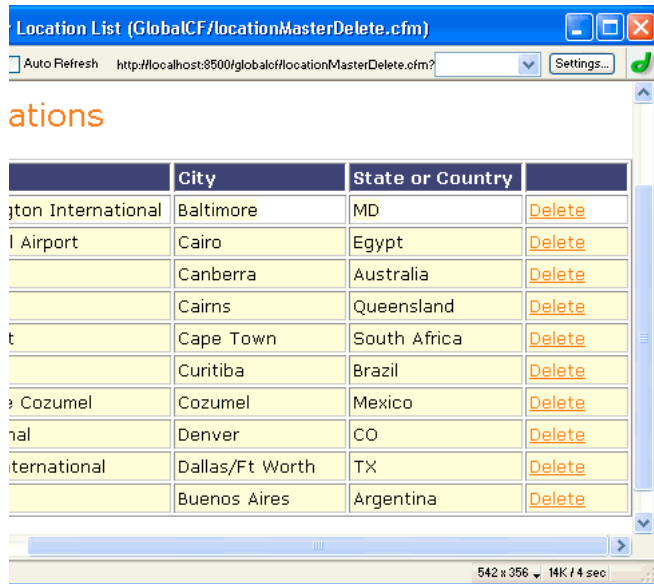 Location List (GlobalCF/locationMasterDelete.cfm)
Auto Refresh http://localhost:8500/globalcf/locationMasterDelete.cfm? Settings...
ations
City State or Country
gton International Baltimore MD Delete
l Airport Cairo Egypt Delete
Canberra Australia Delete
Cairns Queensland Delete
t Cape Town South Africa Delete
Curitiba Brazil Delete
e Cozumel Cozumel Mexico Delete
nal Denver CO Delete
ternational Dallas/Ft Worth TX Delete
Buenos Aires Argentina Delete
542 x 356 14K / 4 sec